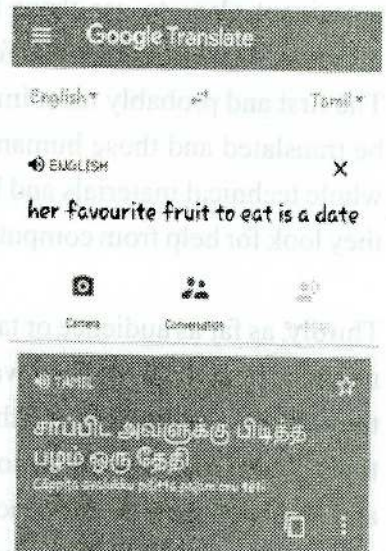 Google Translate
English Tamil
ENGLISH
her favourite fruit to eat is a date
Camera Conversation
TAMIL
சாப்பிட அவளுக்கு பிடித்த
பழம் ஒரு தேதி